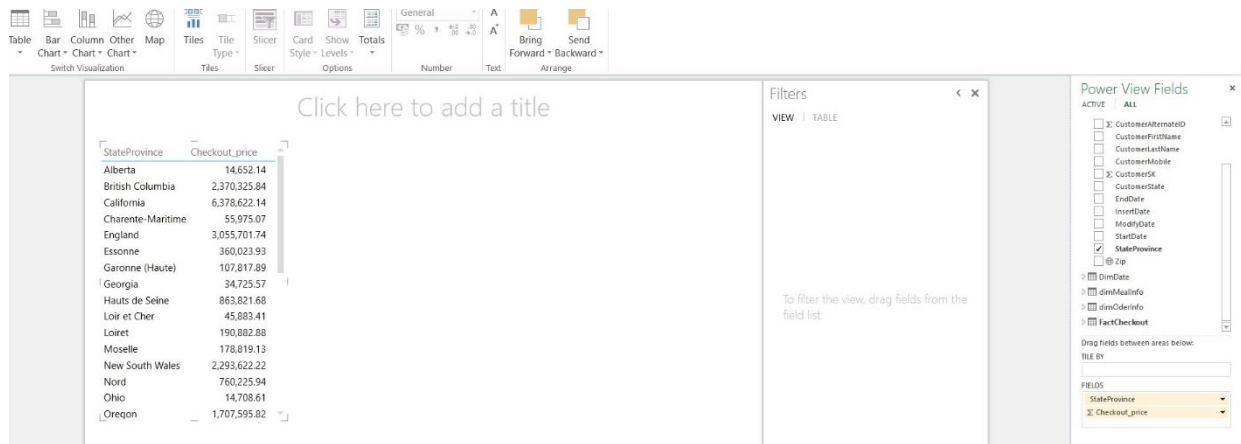 General
A
% , .00 .0
Table Bar Column Other Map Tiles Tile Slicer Card Show Totals Bring Send
Chart Chart Chart Type Style Levels Forward Backward
Switch Visualization Tiles Slicer Options Number Text Arrange
Click here to add a title
StateProvince Checkout_price
Alberta 14,652.14
British Columbia 2,370,325.84
California 6,378,622.14
Charente-Maritime 55,975.07
England 3,055,701.74
Essonne 360,023.93
Garonne (Haute) 107,817.89
Georgia 34,725.57
Hauts de Seine 863,821.68
Loir et Cher 45,883.41
Loiret 190,882.88
Moselle 178,819.13
New South Wales 2,293,622.22
Nord 760,225.94
Ohio 14,708.61
Oregon 1,707,595.82
Filters
VIEW | TABLE
To filter the view, drag fields from the
field list
Power View Fields
ACTIVE ALL
Σ CustomerAlternateID
CustomerFirstName
CustomerLastName
CustomerMobile
Σ CustomerSK
CustomerState
EndDate
InsertDate
ModifyDate
StartDate
StateProvince
Zip
DimDate
dimMealInfo
dimOderInfo
FactCheckout
Drag fields between areas below:
TILE BY
FIELDS
StateProvince
Σ Checkout_price